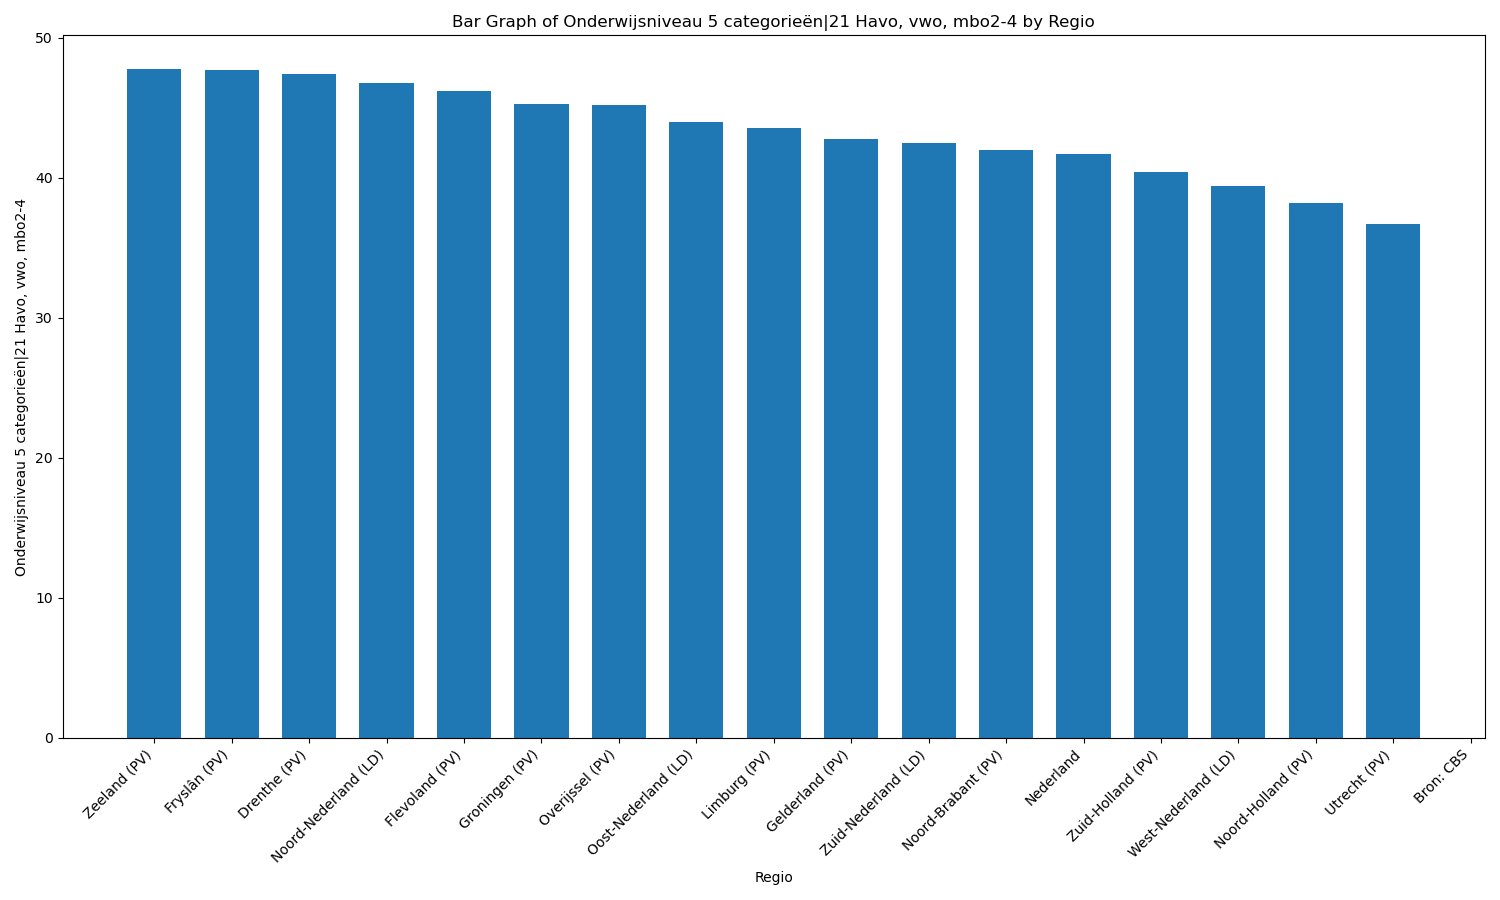 Bar Graph of Onderwijsniveau 5 categorieën|21 Havo, vwo, mbo2-4 by Regio
Onderwijsniveau 5 categorieën|21 Havo, vwo, mbo2-4
50
40
30
20
10
0
Zeeland (PV)
Fryslân (PV)
Drenthe (PV)
Noord-Nederland (LD)
Flevoland (PV)
Groningen (PV)
Overijssel (PV)
Oost-Nederland (LD)
Limburg (PV)
Gelderland (PV)
Zuid-Nederland (LD)
Noord-Brabant (PV)
Nederland
Zuid-Holland (PV)
West-Nederland (LD)
Noord-Holland (PV)
Utrecht (PV)
Bron: CBS
Regio